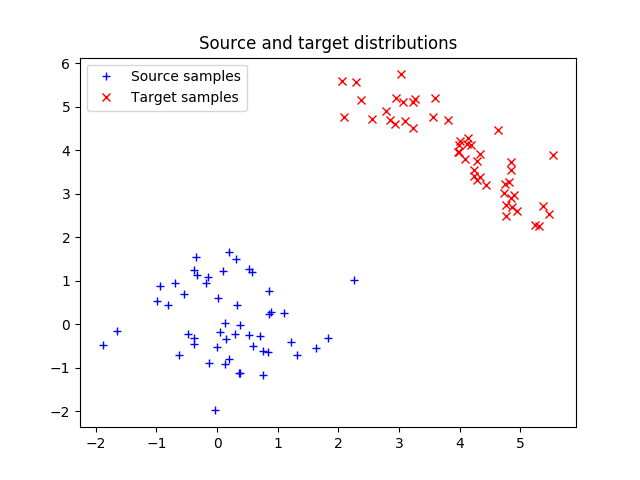 Source and target distributions
Source samples
Target samples
6
5
4
3
2
1
0
−1
−2
−2 −1 0 1 2 3 4 5